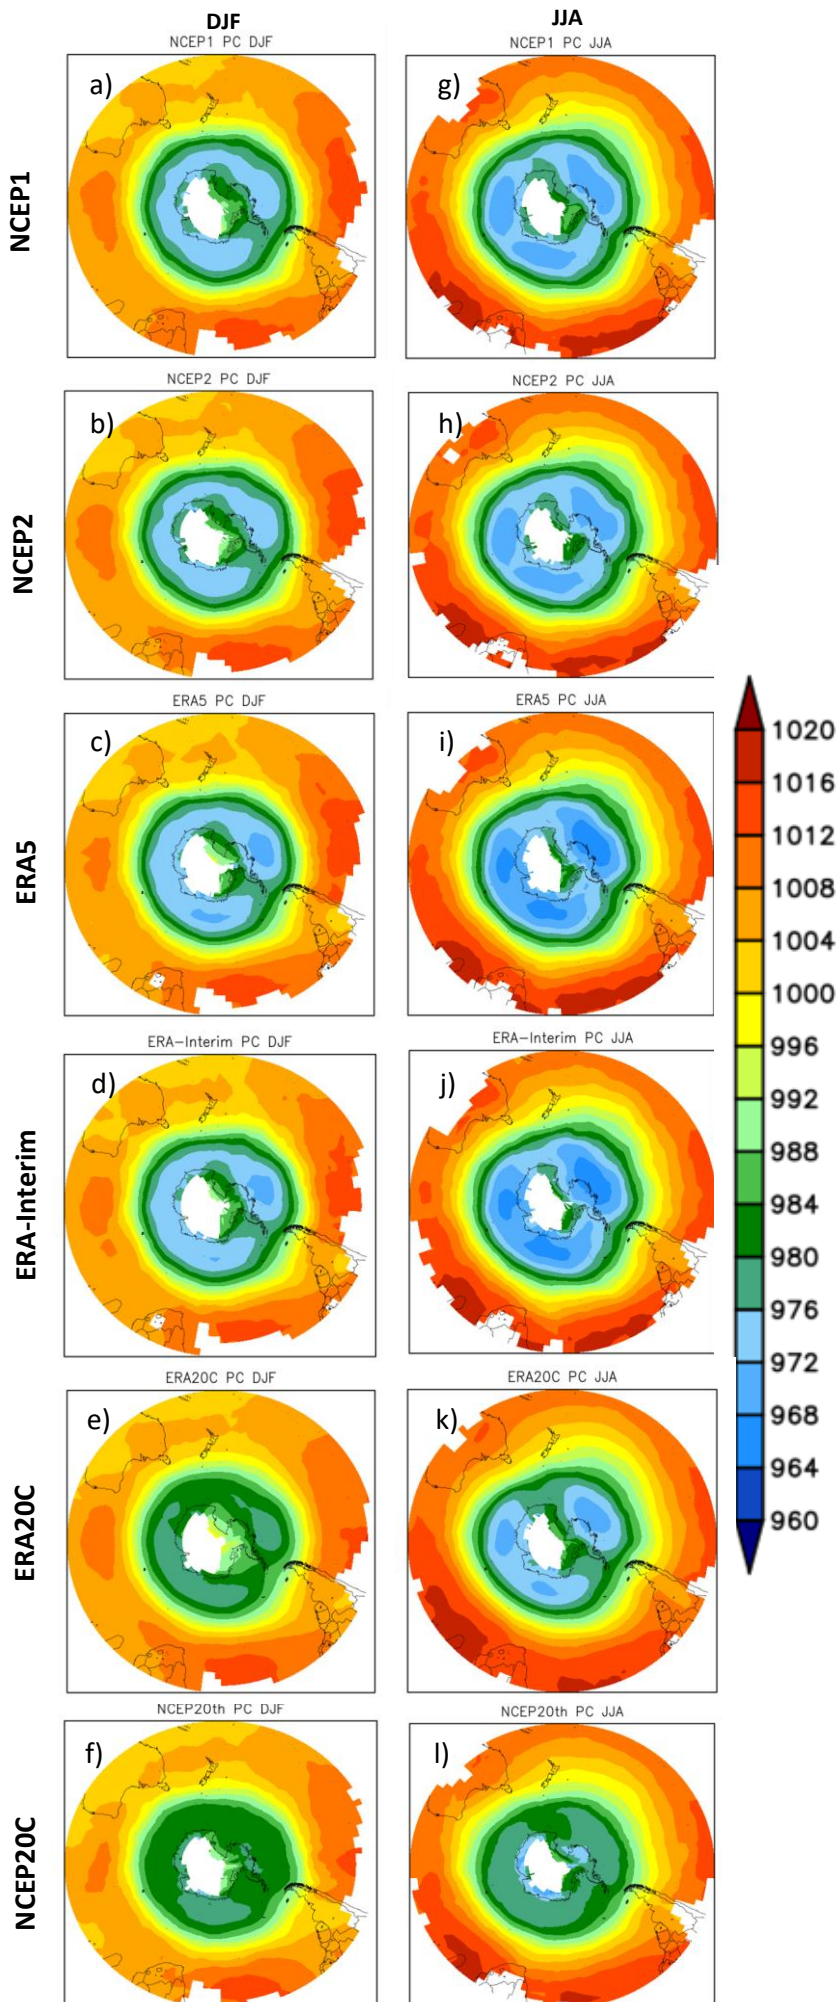 DJF
JJA
NCEP1 PC DJF
NCEP1 PC JJA
a)
g)
NCEP1
NCEP2 PC DJF
NCEP2 PC JJA
b)
h)
NCEP2
ERA5 PC DJF
ERA5 PC JJA
c)
i)
ERA5
ERA-Interim PC DJF
ERA-Interim PC JJA
d)
j)
ERA-Interim
ERA20C PC DJF
ERA20C PC JJA
e)
k)
ERA20C
NCEP20th PC DJF
NCEP20th PC JJA
f)
l)
NCEP20C
1020
1016
1012
1008
1004
1000
996
992
988
984
980
976
972
968
964
960